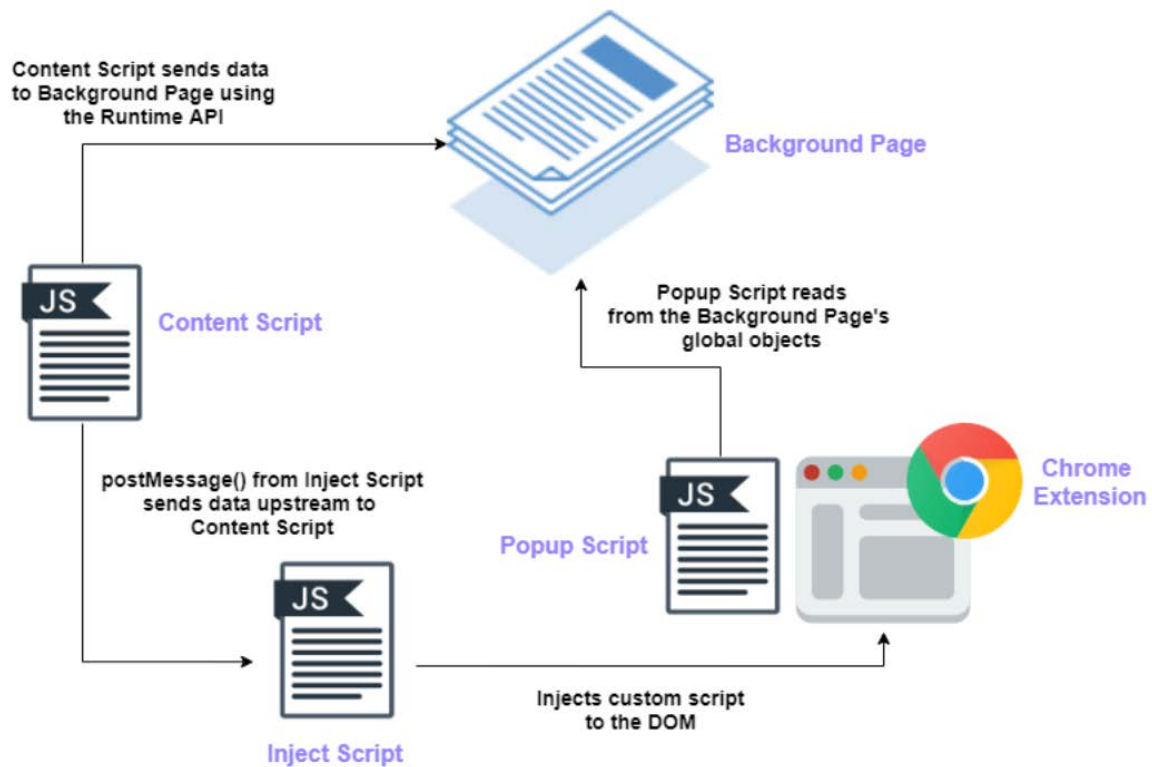 Content Script sends data
to Background Page using
the Runtime API
Background Page
JS
Content Script
Popup Script reads
from the Background Page's
global objects
postMessage() from Inject Script
sends data upstream to
Content Script
JS
Popup Script
Chrome
Extension
JS
Inject Script
Injects custom script
to the DOM